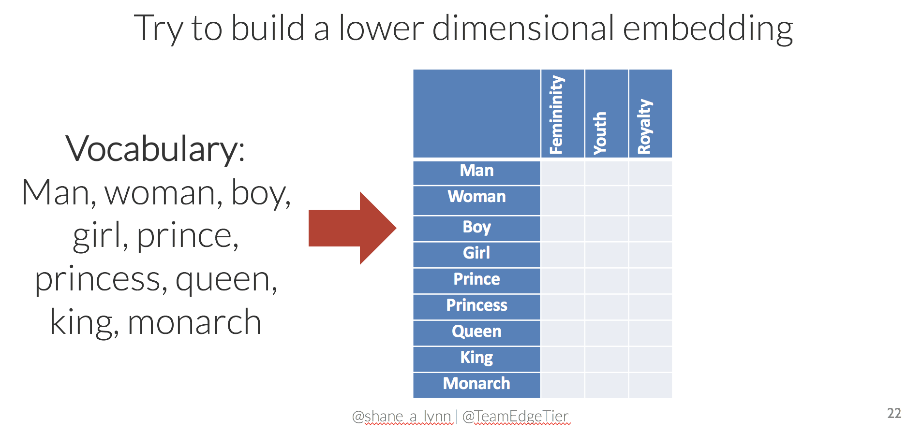 Try to build a lower dimensional embedding
Vocabulary:
Man, woman, boy,
girl, prince,
princess, queen,
king, monarch
Femininity
Youth
Royalty
Man
Woman
Boy
Girl
Prince
Princess
Queen
King
Monarch
@shane_a_lynn | @TeamEdgeTier
22